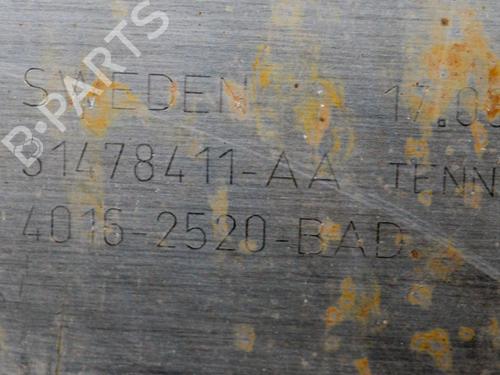 B-PARTS
SWEDEN 17.0
31478411-AA TENN
4016-2520-BAD